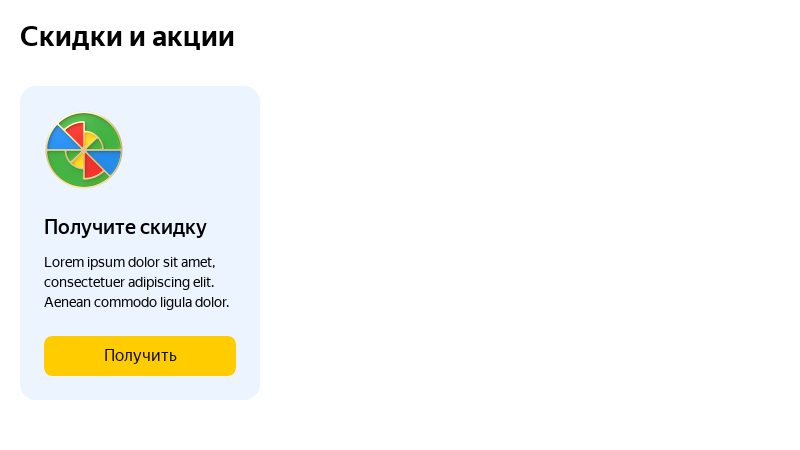 Скидки и акции
Получите скидку
Lorem ipsum dolor sit amet,
consectetuer adipiscing elit.
Aenean commodo ligula dolor.
Получить